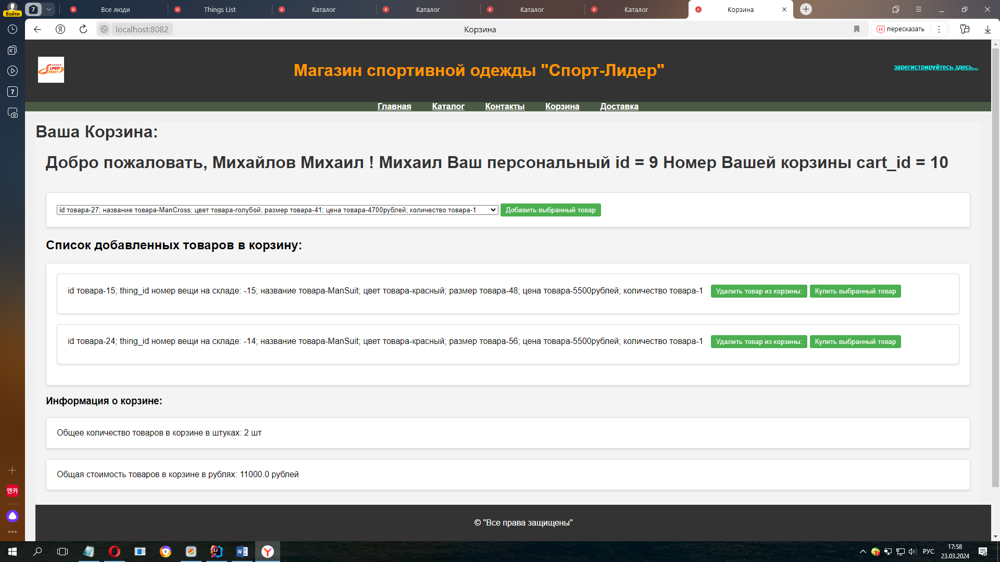 Войти
7
Все люди
Things List
Каталог
Каталог
Каталог
Каталог
Корзина
localhost:8082
Корзина
пересказать
7
SUPER
SPORT
Магазин спортивной одежды "Спорт-Лидер"
зарегистрируйтесь здесь...
Главная
Каталог
Контакты
Корзина
Доставка
Ваша Корзина:
Добро пожаловать, Михайлов Михаил ! Михаил Ваш персональный id = 9 Номер Вашей корзины cart_id = 10
id товара-27; название товара-ManCross; цвет товара-голубой; размер товара-41; цена товара-4700рублей; количество товара-1
Добавить выбранный товар
Список добавленных товаров в корзину:
id товара-15; thing_id номер вещи на складе: -15; название товара-ManSuit; цвет товара-красный; размер товара-48; цена товара-5500рублей; количество товара-1
Удалить товар из корзины:
Купить выбранный товар
id товара-24; thing_id номер вещи на складе: -14; название товара-ManSuit; цвет товара-красный; размер товара-56; цена товара-5500рублей; количество товара-1
Удалить товар из корзины:
Купить выбранный товар
Информация о корзине:
Общее количество товаров в корзине в штуках: 2 шт
Общая стоимость товаров в корзине в рублях: 11000.0 рублей
엔카
© "Все права защищены"
РУС
17:58
23.03.2024